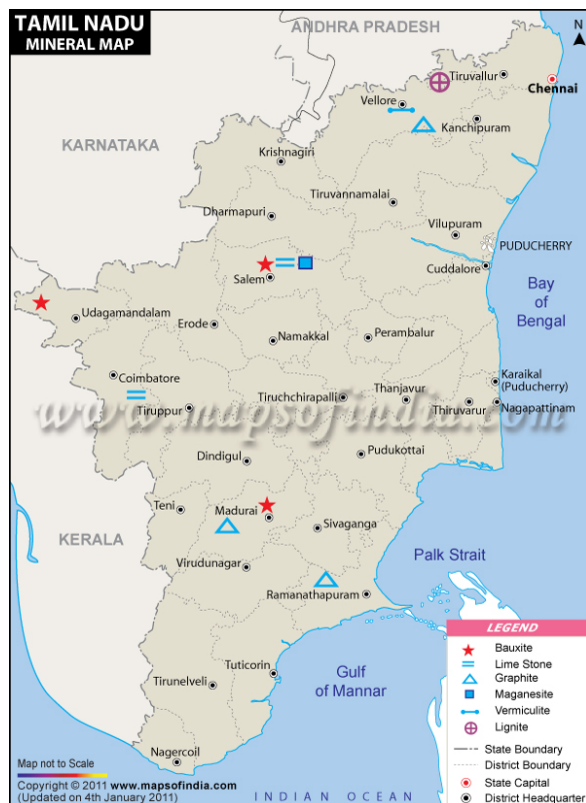 TAMIL NADU
MINERAL MAP
ANDHRA PRADESH
N
Tiruvallur
Chennai
Vellore
Kanchipuram
KARNATAKA
Krishnagiri
Tiruvannamalai
Dharmapuri
Vilupuram
PUDUCHERRY
Salem
Cuddalore
Bay
of
Bengal
Udagamandalam
Erode
Namakkal
Perambalur
Coimbatore
Karaikal
(Puducherry)
Tiruppur
Tiruchchirapalli
Thanjavur
Thiruvarur
Nagapattinam
www.mapsofindia.com
Dindigul
Pudukottai
Teni
Madurai
Sivaganga
KERALA
Virudunagar
Palk Strait
Ramanathapuram
Tuticorin
Tirunelveli
Gulf
of Mannar
Nagercoil
INDIAN OCEAN
LEGEND
Bauxite
Lime Stone
Graphite
Maganesite
Vermiculite
Lignite
State Boundary
District Boundary
State Capital
District Headquarter
Map not to Scale
Copyright © 2011 www.mapsofindia.com
(Updated on 4th January 2011)